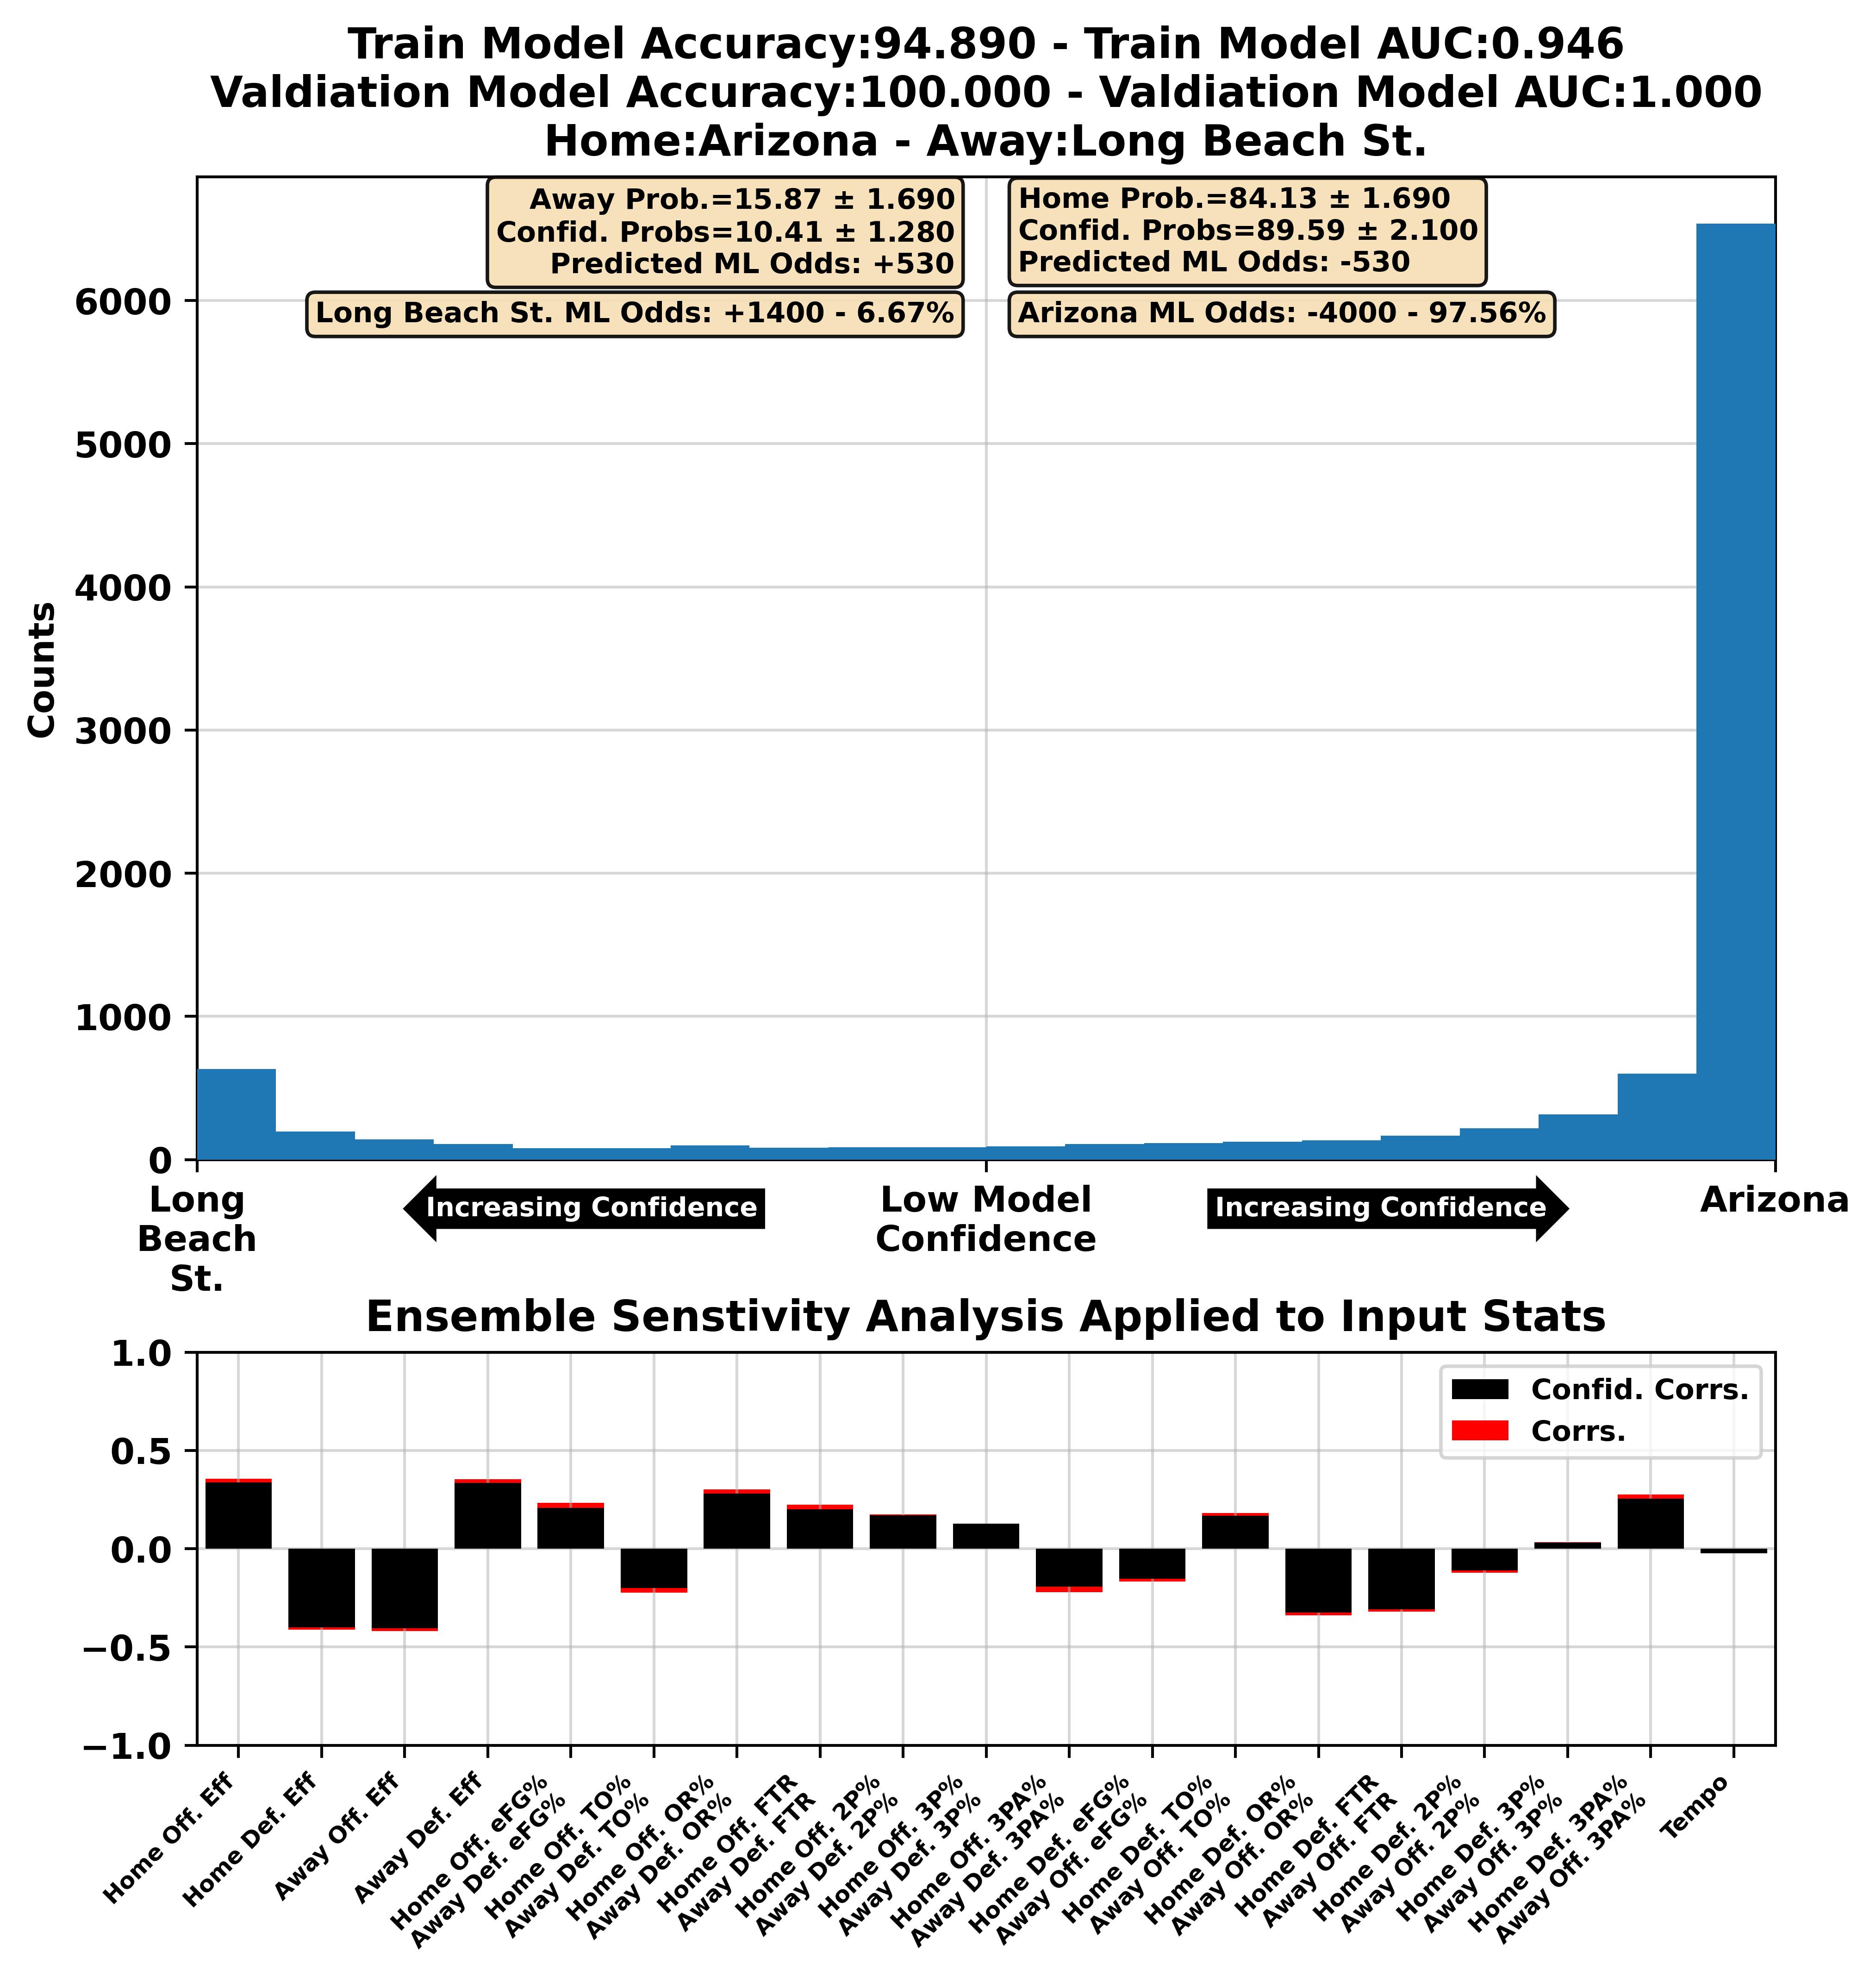 Train Model Accuracy:94.890 - Train Model AUC:0.946
Valdiation Model Accuracy:100.000 - Valdiation Model AUC:1.000
Home:Arizona - Away:Long Beach St.
Away Prob.=15.87 ± 1.690
Confid. Probs=10.41 ± 1.280
Predicted ML Odds: +530
Home Prob.=84.13 ± 1.690
Confid. Probs=89.59 ± 2.100
Predicted ML Odds: -530
Long Beach St. ML Odds: +1400 - 6.67%
Arizona ML Odds: -4000 - 97.56%
Counts
6000
5000
4000
3000
2000
1000
0
Long
Beach
St.
Increasing Confidence
Low Model
Confidence
Increasing Confidence
Arizona
Ensemble Senstivity Analysis Applied to Input Stats
1.0
0.5
0.0
−0.5
−1.0
Confid. Corrs.
Corrs.
Home Off. Eff
Home Def. Eff
Away Off. Eff
Away Def. Eff
Home Off. eFG%
Away Def. eFG%
Home Off. TO%
Away Def. TO%
Home Off. OR%
Away Def. OR%
Home Off. FTR
Away Def. FTR
Home Off. 2P%
Away Def. 2P%
Home Off. 3P%
Away Def. 3P%
Home Off. 3PA%
Away Def. 3PA%
Home Def. eFG%
Away Off. eFG%
Home Def. TO%
Away Off. TO%
Home Def. OR%
Away Off. OR%
Home Def. FTR
Away Off. FTR
Home Def. 2P%
Away Off. 2P%
Home Def. 3P%
Away Off. 3P%
Home Def. 3PA%
Away Off. 3PA%
Tempo